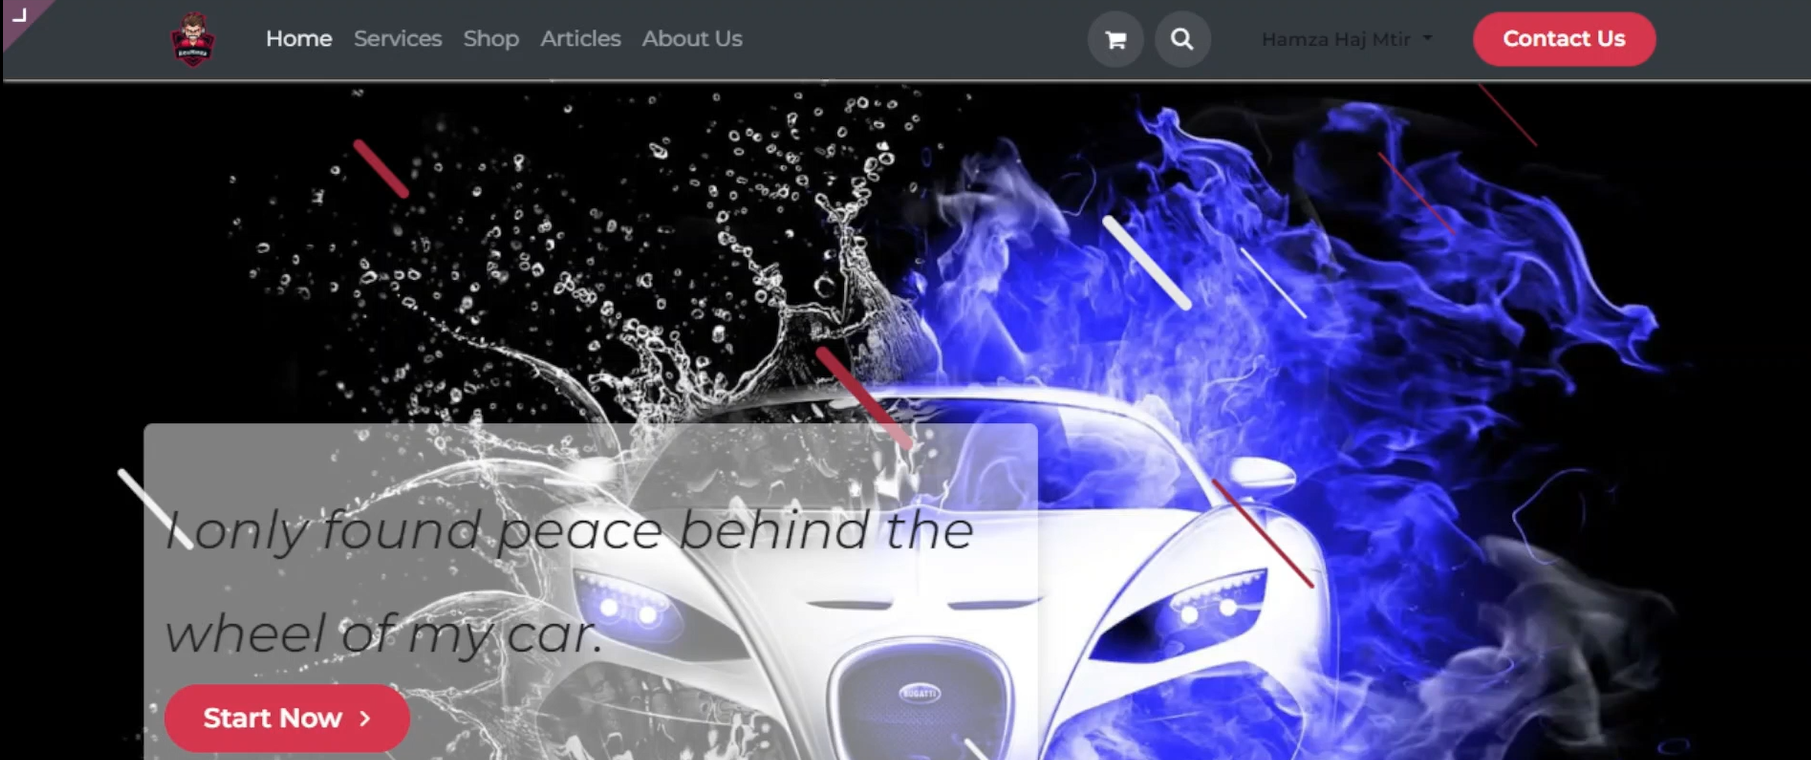 Home Services Shop Articles About Us
Hamza Haj Mtir
Contact Us
I only found peace behind the
wheel of my car.
Start Now
BUGATTI